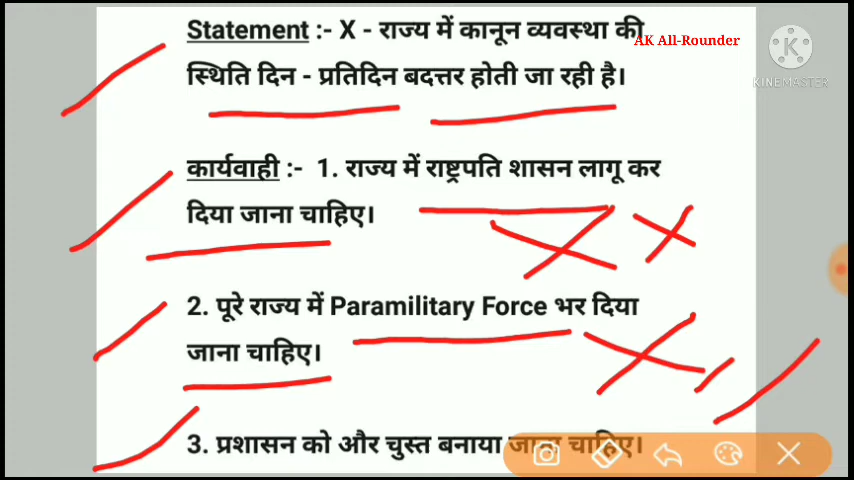 Statement :- X - राज्य में कानून व्यवस्था की
AK All-Rounder
स्थिति दिन - प्रतिदिन बदत्तर होती जा रही है।
KINEMASTER
कार्यवाही :- 1. राज्य में राष्ट्रपति शासन लागू कर
दिया जाना चाहिए।
2. पूरे राज्य में Paramilitary Force भर दिया
जाना चाहिए।
3. प्रशासन को और चुस्त बनाया जाना चाहिए।